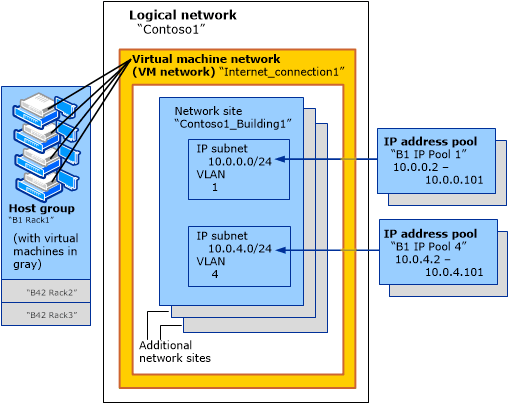 Logical network
“Contoso1”
Virtual machine network
(VM network) “Internet_connection1”
Network site
“Contoso1_Building1”
IP subnet
10.0.0.0/24
VLAN
1
IP subnet
10.0.4.0/24
VLAN
4
Additional
network sites
Host group
“B1 Rack1”
(with virtual
machines in
gray)
“B42 Rack2”
“B42 Rack3”
IP address pool
“B1 IP Pool 1”
10.0.0.2 –
10.0.0.101
IP address pool
“B1 IP Pool 4”
10.0.4.2 –
10.0.4.101